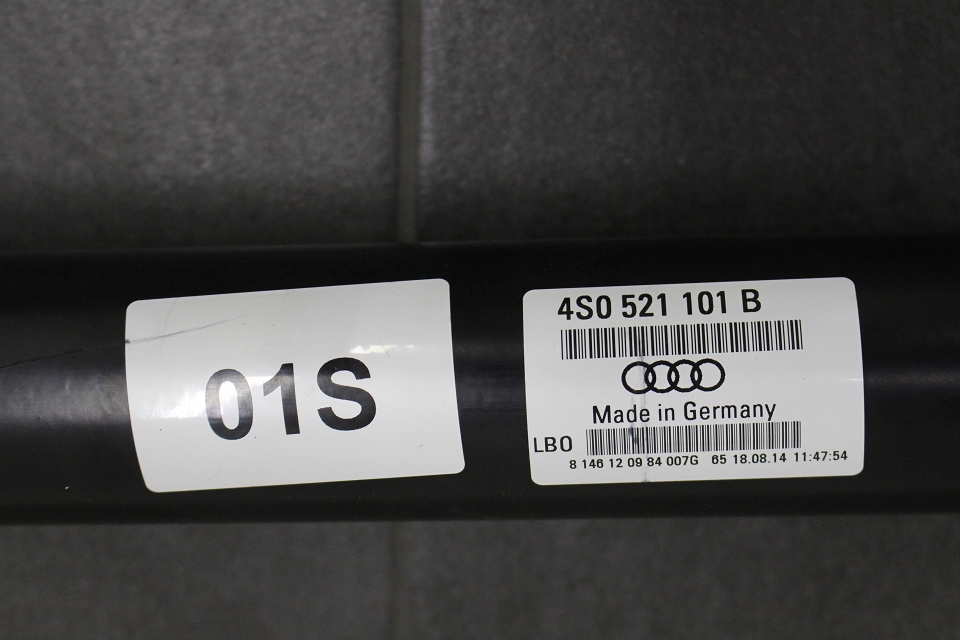 01S
4S0 521 101 B
Made in Germany
LBO
8 146 12 09 84 007G 65 18.08.14 11:47:54